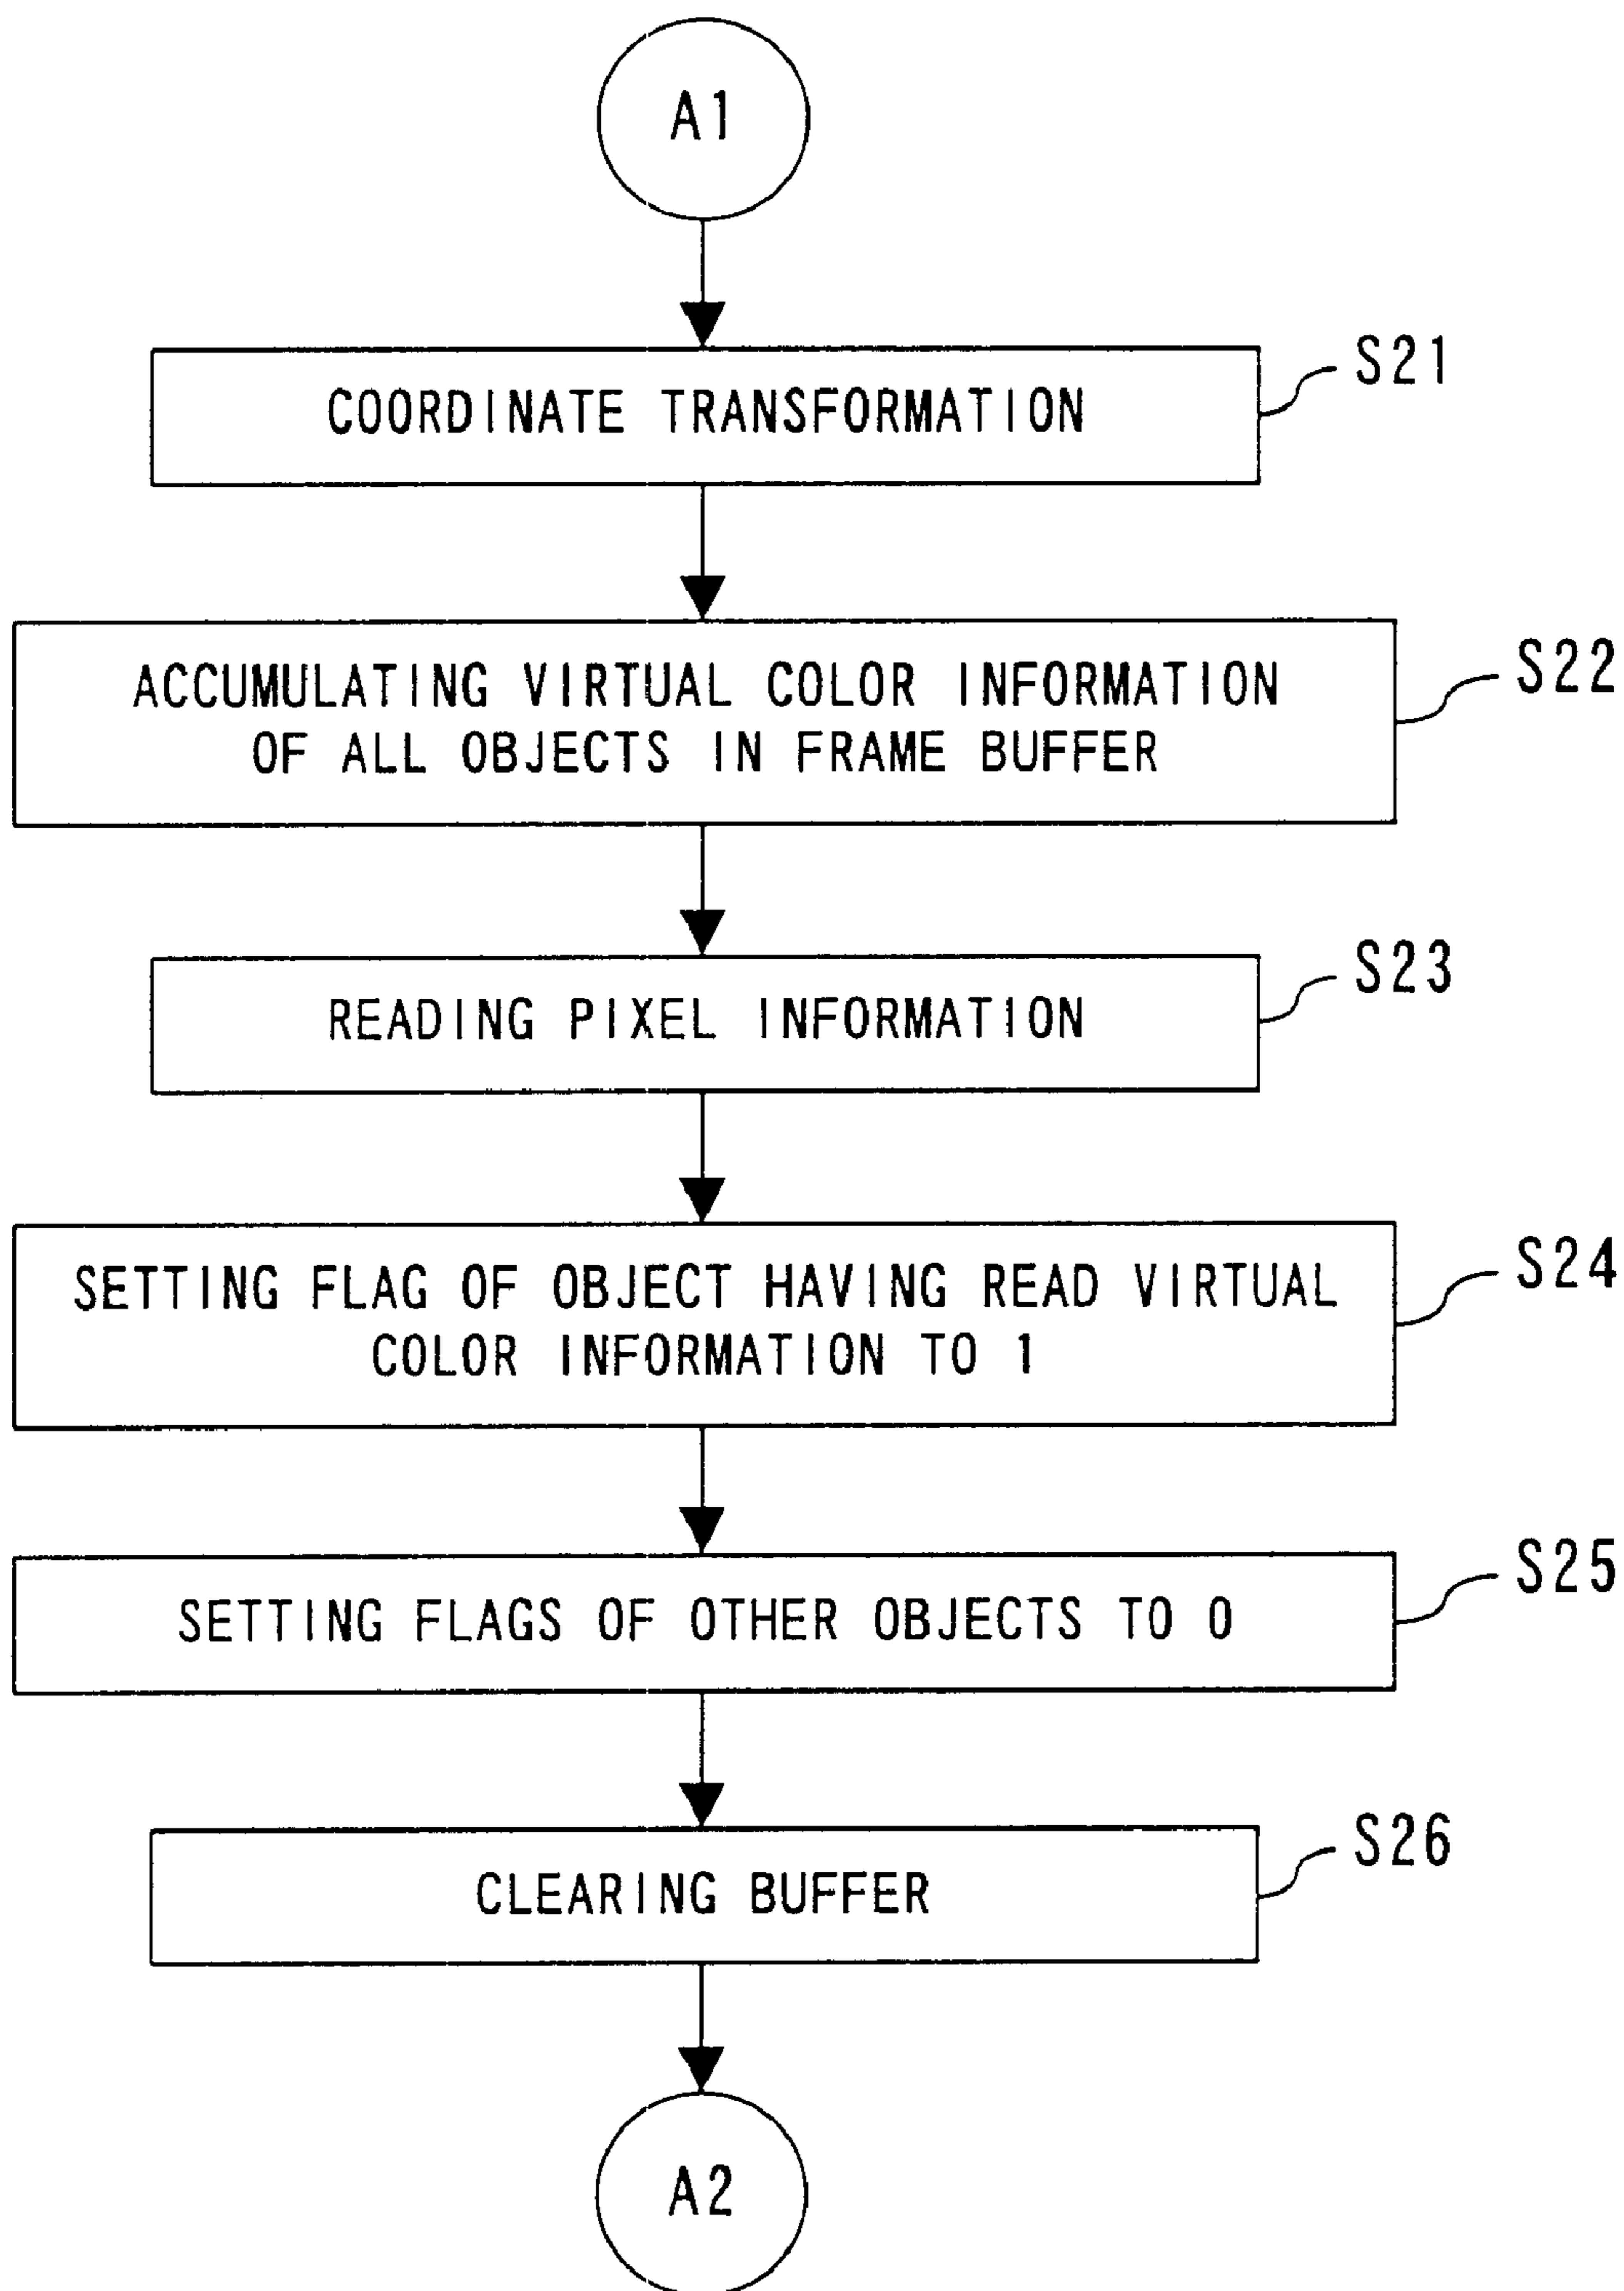 A1
COORDINATE TRANSFORMATION
S21
ACCUMULATING VIRTUAL COLOR INFORMATION
OF ALL OBJECTS IN FRAME BUFFER
S22
READING PIXEL INFORMATION
S23
SETTING FLAG OF OBJECT HAVING READ VIRTUAL
COLOR INFORMATION TO 1
S24
SETTING FLAGS OF OTHER OBJECTS TO 0
S25
CLEARING BUFFER
S26
A2